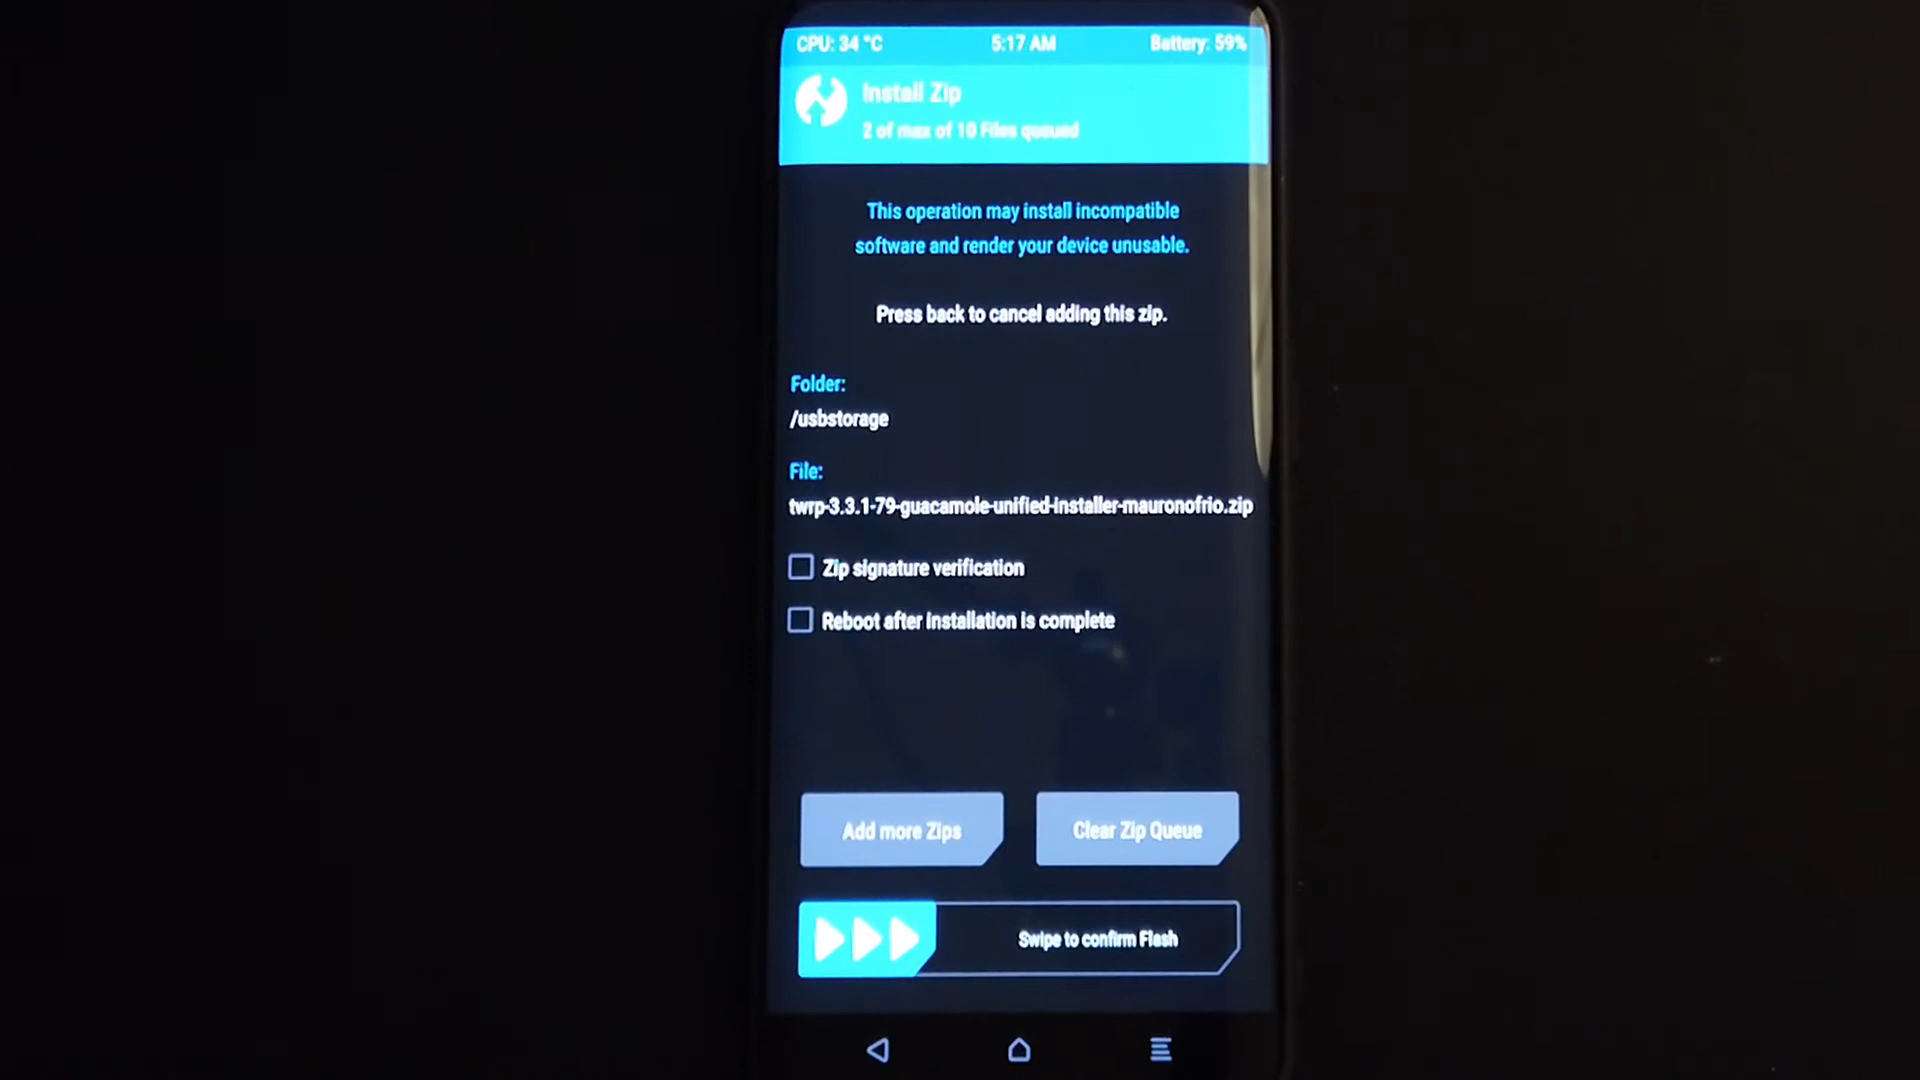 CPU: 34 °C 5:17 AM Battery: 59%
Install Zip
2 of max of 10 Files queued
This operation may install incompatible
software and render your device unusable.
Press back to cancel adding this zip.
Folder:
/usbstorage
File:
twrp-3.3.1-79-guacamole-unified-installer-mauronofrio.zip
Zip signature verification
Reboot after installation is complete
Add more Zips Clear Zip Queue
Swipe to confirm Flash